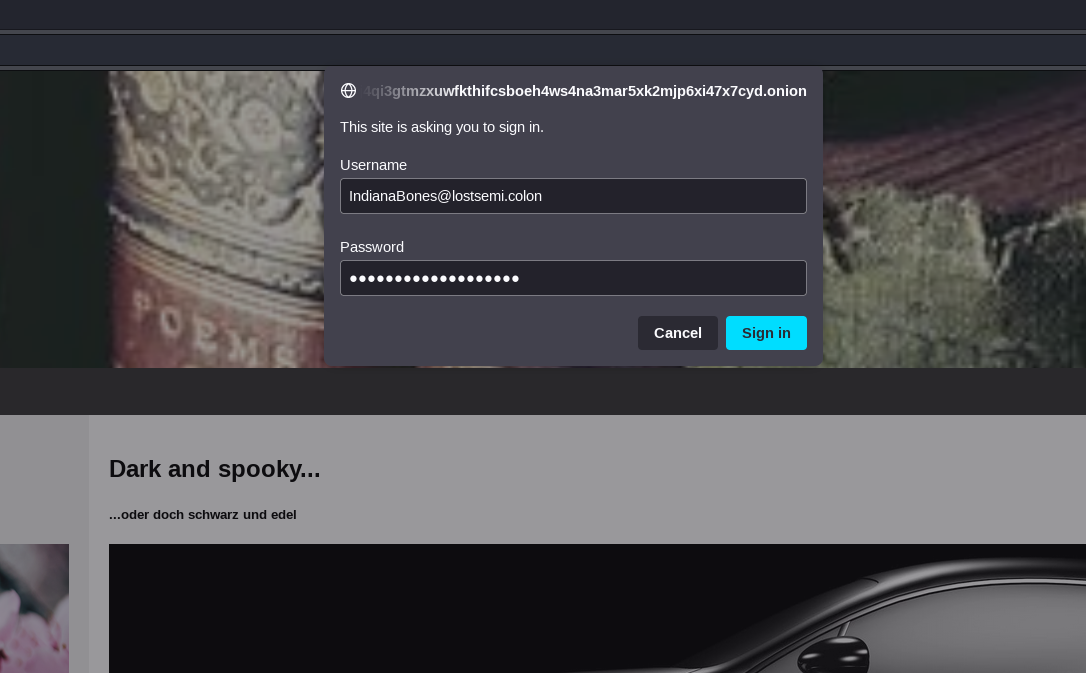 4qi3gtmzxuwfkthifcsboeh4ws4na3mar5xk2mjp6xi47x7cyd.onion
This site is asking you to sign in.
Username
IndianaBones@lostsemi.colon
Password
●●●●●●●●●●●●●●●●●●●
Cancel Sign in
POEMS
Dark and spooky...
...oder doch schwarz und edel